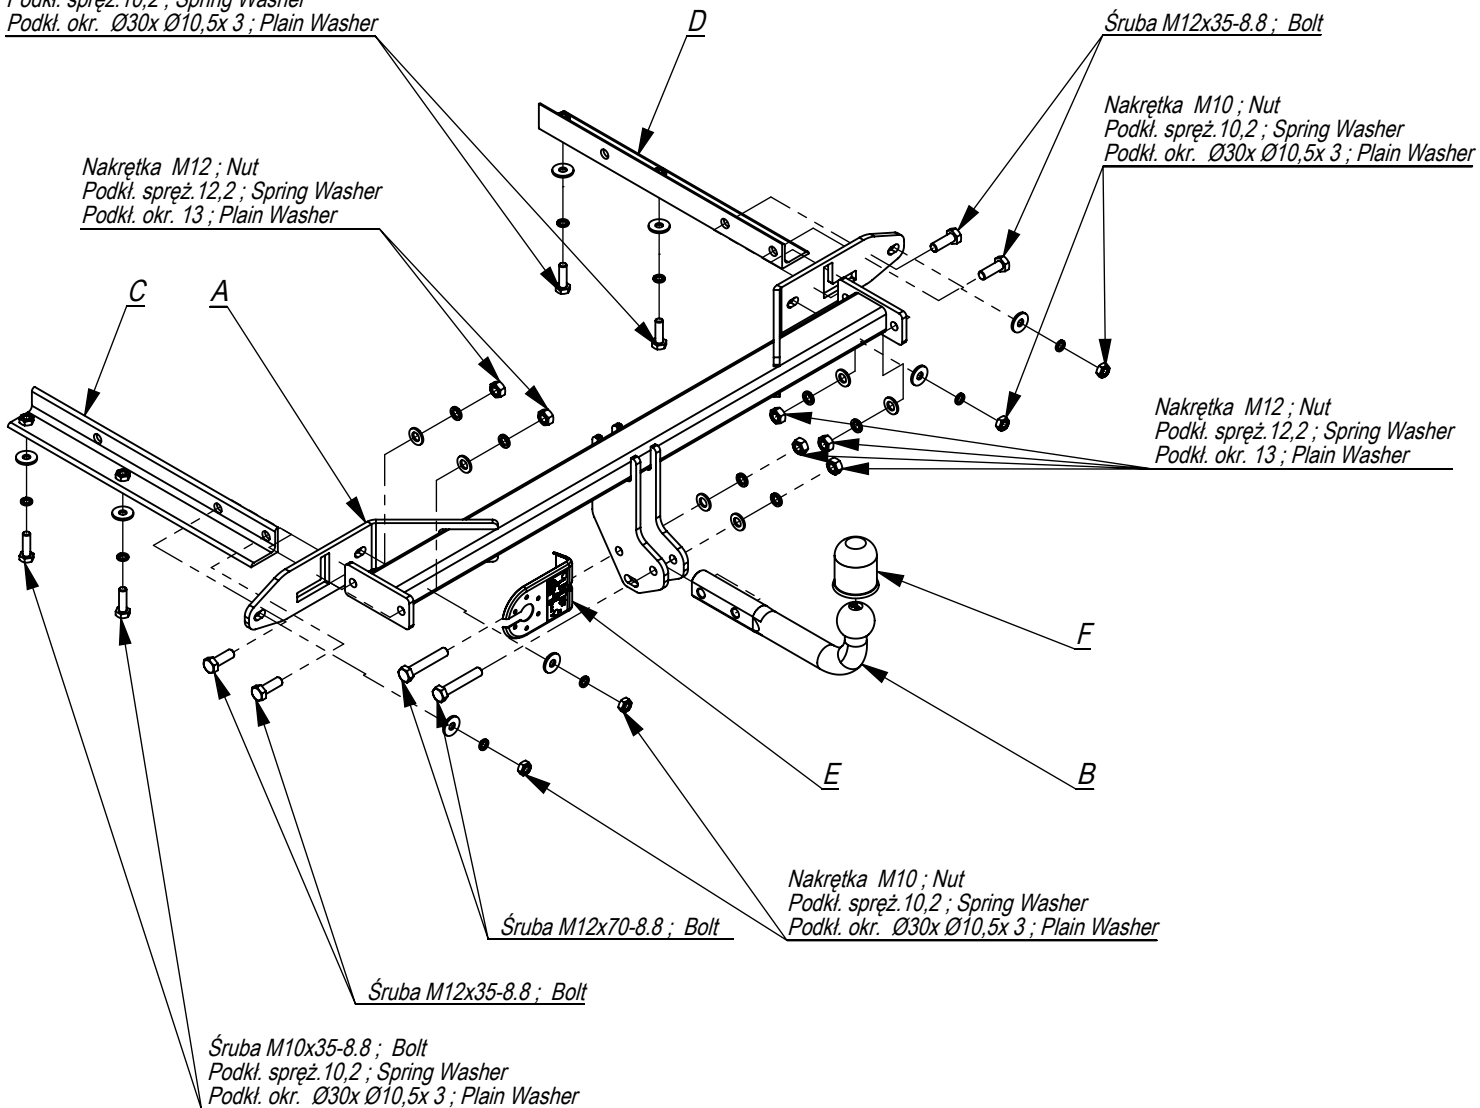 Podkł. spręż.10,2 ; Spring Washer
Podkł. okr. Ø30x Ø10,5x 3 ; Plain Washer
D
Śruba M12x35-8.8 ; Bolt
Nakrętka M10 ; Nut
Podkł. spręż.10,2 ; Spring Washer
Podkł. okr. Ø30x Ø10,5x 3 ; Plain Washer
Nakrętka M12 ; Nut
Podkł. spręż.12,2 ; Spring Washer
Podkł. okr. 13 ; Plain Washer
C
A
Nakrętka M12 ; Nut
Podkł. spręż.12,2 ; Spring Washer
Podkł. okr. 13 ; Plain Washer
F
E
B
Nakrętka M10 ; Nut
Podkł. spręż.10,2 ; Spring Washer
Podkł. okr. Ø30x Ø10,5x 3 ; Plain Washer
Śruba M12x70-8.8 ; Bolt
Śruba M12x35-8.8 ; Bolt
Śruba M10x35-8.8 ; Bolt
Podkł. spręż.10,2 ; Spring Washer
Podkł. okr. Ø30x Ø10,5x 3 ; Plain Washer